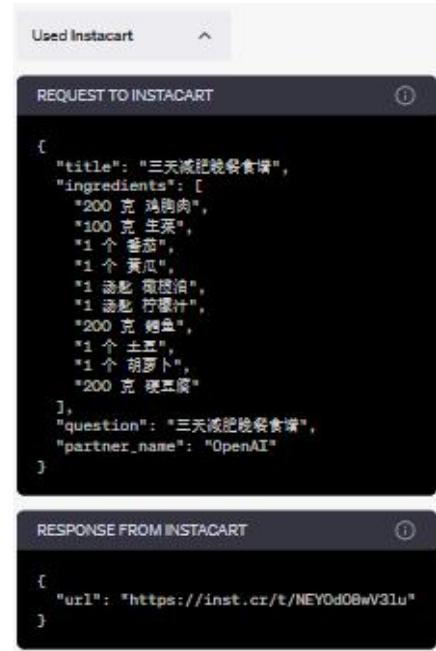 Used Instacart
REQUEST TO INSTACART
{
"title": "三天减肥晚餐食谱",
"ingredients": [
"200 克 鸡胸肉",
"100 克 生菜",
"1 个 番茄",
"1 个 黄瓜",
"1 汤匙 橄榄油",
"1 汤匙 柠檬汁",
"200 克 鳕鱼",
"1 个 土豆",
"1 个 胡萝卜",
"200 克 硬豆腐"
],
"question": "三天减肥晚餐食谱",
"partner_name": "OpenAI"
}
RESPONSE FROM INSTACART
{
"url": "https://inst.cr/t/NEYOdO8wV3lu"
}